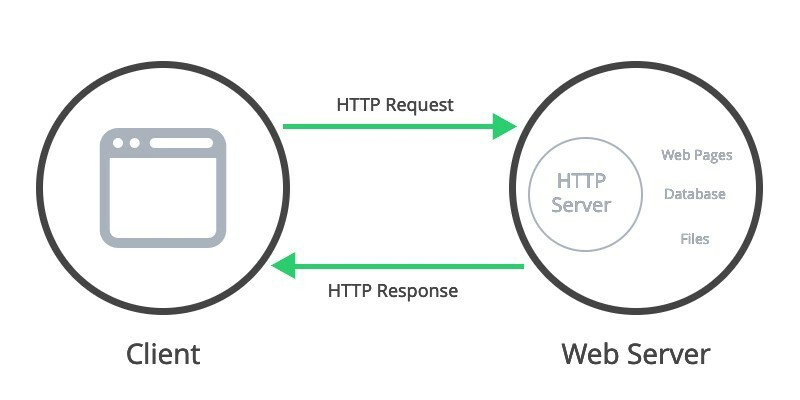 HTTP Request
HTTP
Server
Web Pages
Database
Files
HTTP Response
Client
Web Server